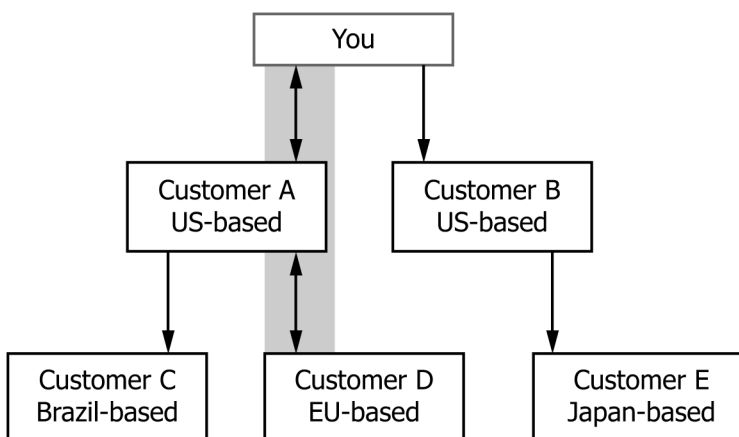 You
Customer A
US-based
Customer B
US-based
Customer C
Brazil-based
Customer D
EU-based
Customer E
Japan-based